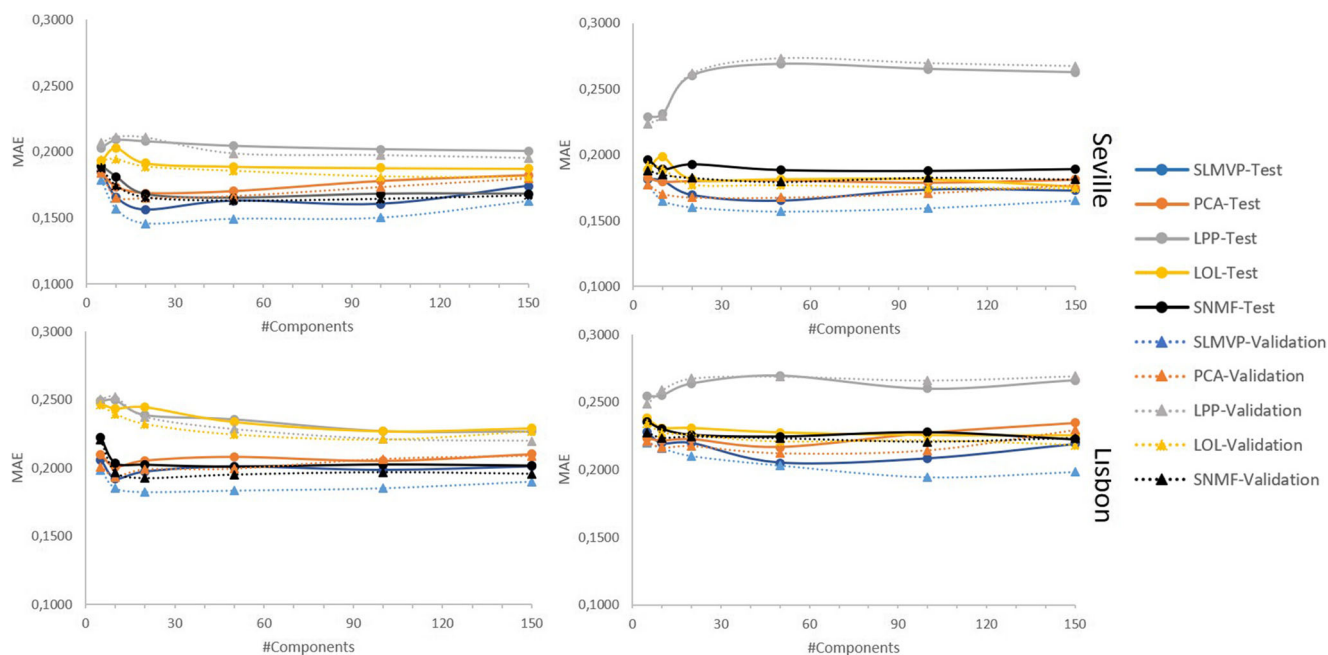 0,3000
0,2500
0,2000
0,1500
0,1000
MAE
0 30 60 90 120 150
#Components
0,3000
0,2500
0,2000
0,1500
0,1000
MAE
0 30 60 90 120 150
#Components
Seville
0,3000
0,2500
0,2000
0,1500
0,1000
MAE
0 30 60 90 120 150
#Components
0,3000
0,2500
0,2000
0,1500
0,1000
MAE
0 30 60 90 120 150
#Components
Lisbon
SLMVP-Test
PCA-Test
LPP-Test
LOL-Test
SNMF-Test
SLMVP-Validation
PCA-Validation
LPP-Validation
LOL-Validation
SNMF-Validation